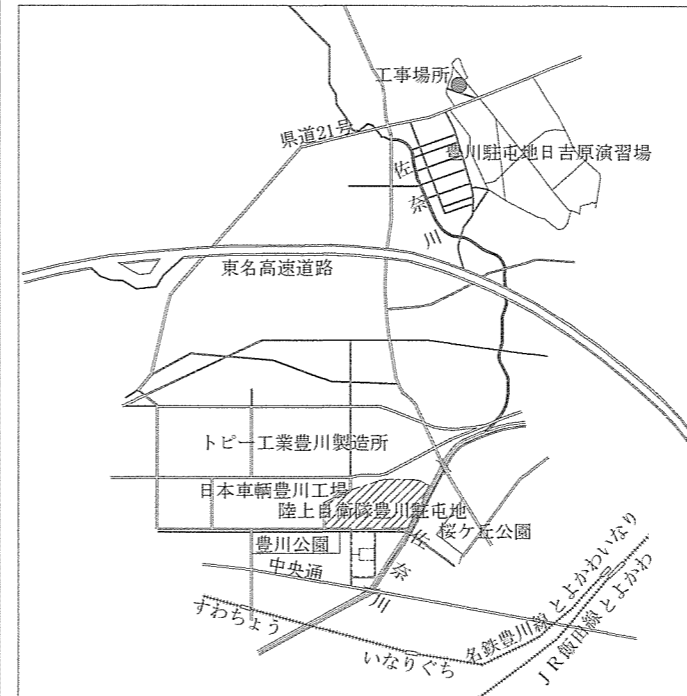 工事場所
県道21号
豊川駐屯地日吉原演習場
佐奈川
東名高速道路
トピー工業豊川製造所
日本車輌豊川工場
陸上自衛隊豊川駐屯地
桜ケ丘公園
豊川公園
佐奈川
中央通
すわちょう
いなりぐち
名鉄豊川線 とよかわいなり
JR飯田線 とよかわ